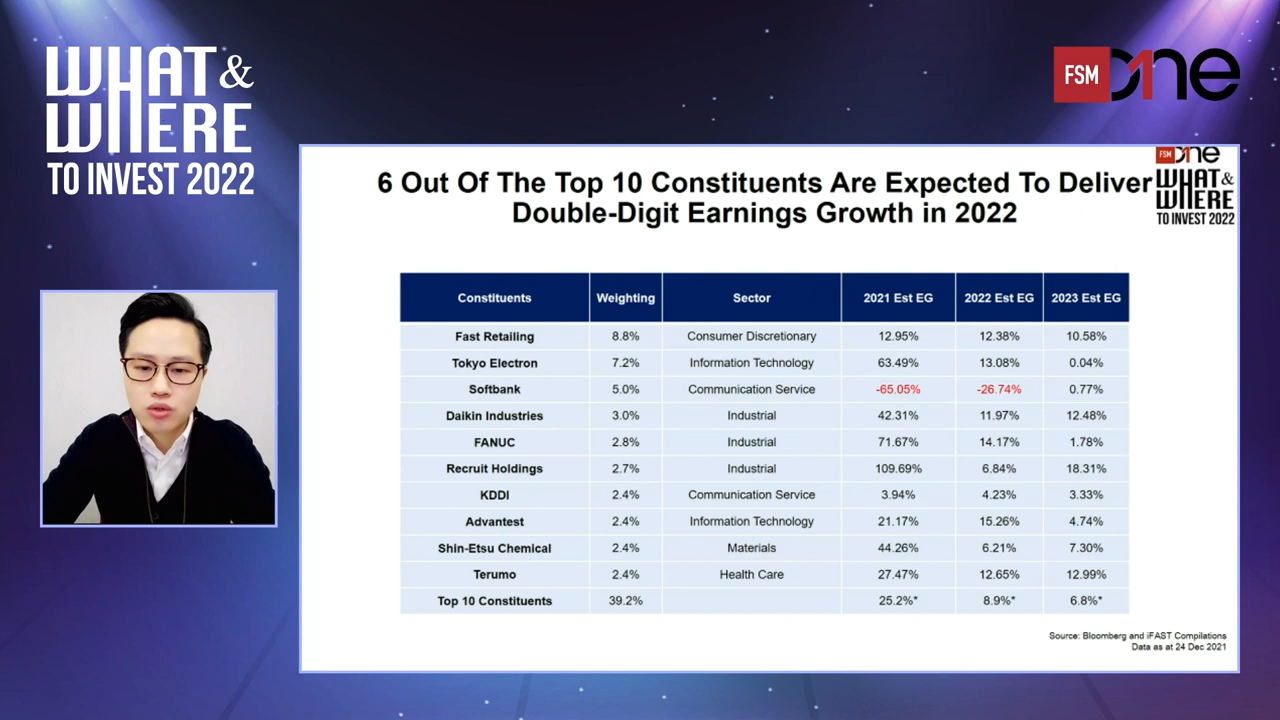 WHAT &
WHERE
TO INVEST 2022
FSM One
FSM One
WHAT &
WHERE
TO INVEST 2022
6 Out Of The Top 10 Constituents Are Expected To Deliver
Double-Digit Earnings Growth in 2022
Constituents Weighting Sector 2021 Est EG 2022 Est EG 2023 Est EG
Fast Retailing 8.8% Consumer Discretionary 12.95% 12.38% 10.58%
Tokyo Electron 7.2% Information Technology 63.49% 13.08% 0.04%
Softbank 5.0% Communication Service -65.05% -26.74% 0.77%
Daikin Industries 3.0% Industrial 42.31% 11.97% 12.48%
FANUC 2.8% Industrial 71.67% 14.17% 1.78%
Recruit Holdings 2.7% Industrial 109.69% 6.84% 18.31%
KDDI 2.4% Communication Service 3.94% 4.23% 3.33%
Advantest 2.4% Information Technology 21.17% 15.26% 4.74%
Shin-Etsu Chemical 2.4% Materials 44.26% 6.21% 7.30%
Terumo 2.4% Health Care 27.47% 12.65% 12.99%
Top 10 Constituents 39.2% 25.2%* 8.9%* 6.8%*
Source: Bloomberg and iFAST Compilations
Data as at 24 Dec 2021